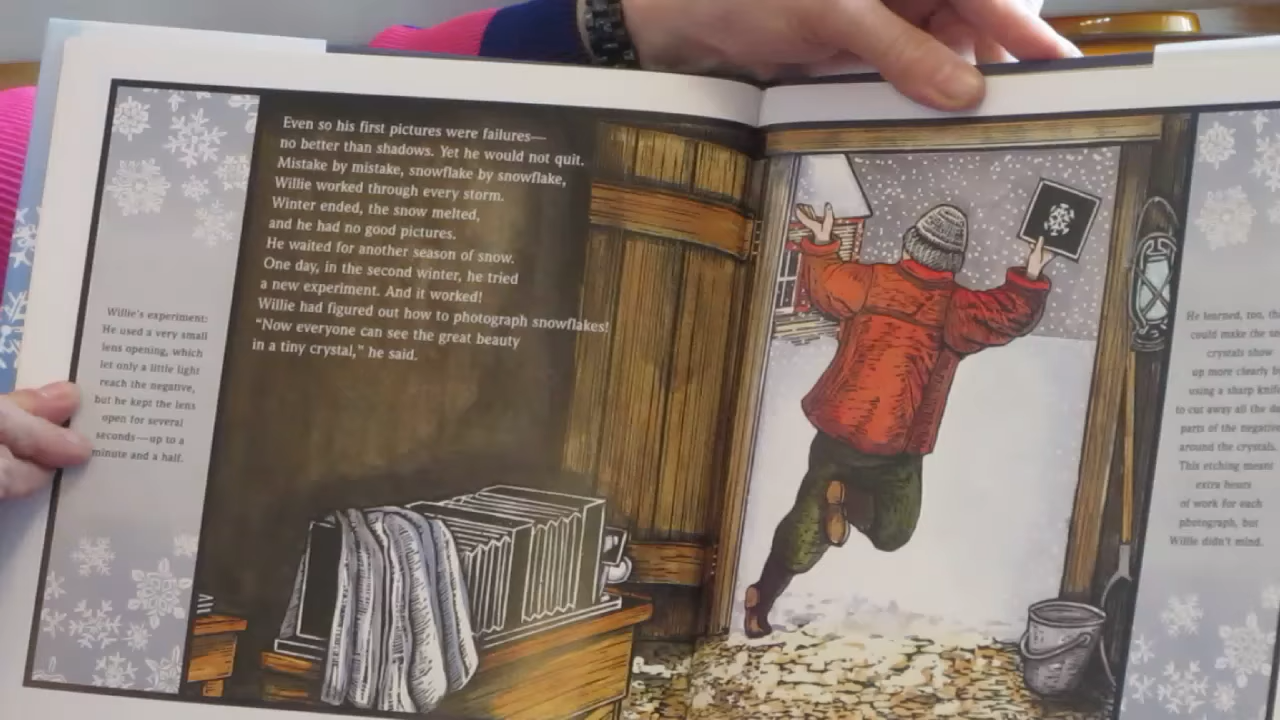 Even so his first pictures were failures—
no better than shadows. Yet he would not quit.
Mistake by mistake, snowflake by snowflake,
Willie worked through every storm.
Winter ended, the snow melted,
and he had no good pictures.
He waited for another season of snow.
One day, in the second winter, he tried
a new experiment. And it worked!
Willie had figured out how to photograph snowflakes!
“Now everyone can see the great beauty
in a tiny crystal,” he said.
Willie's experiment:
He used a very small
lens opening, which
let only a little light
reach the negative,
but he kept the lens
open for several
seconds—up to a
minute and a half.
He learned, too,
could make the
crystals show
up more clearly
using a sharp
to cut away all the
parts of the negative
around the crystals.
This etching meant
extra hours
of work for each
photograph, but
Willie didn't mind.